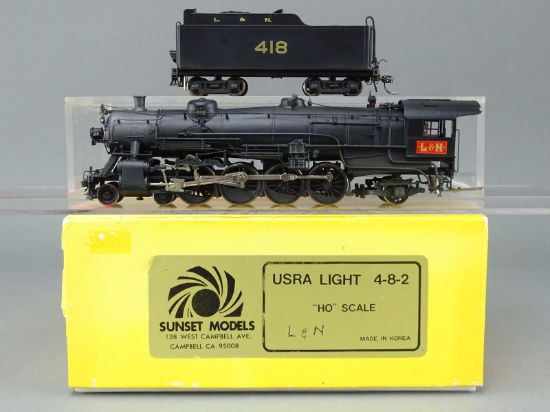 L & N.
418
418
L&N
SUNSET MODELS
138 WEST CAMPBELL AVE.
CAMPBELL CA. 95008
USRA LIGHT 4-8-2
"HO" SCALE
L & N
MADE IN KOREA